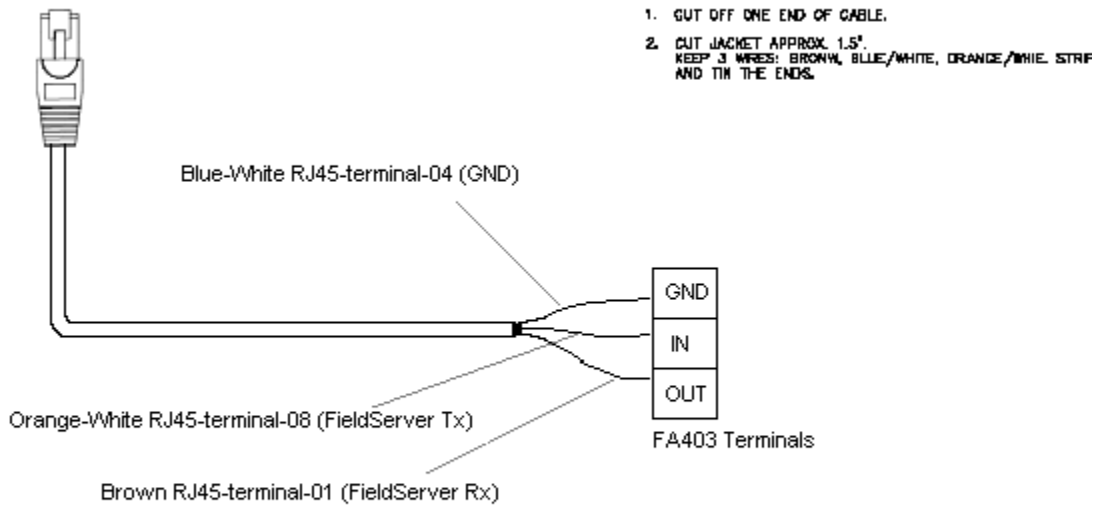 1. CUT OFF ONE END OF CABLE.
2. CUT JACKET APPROX. 1.5".
KEEP 3 WIRES: BROWN, BLUE/WHITE, ORANGE/WHIE. STRIP
AND TIN THE ENDS.
Blue-White RJ45-terminal-04 (GND)
GND
IN
OUT
Orange-White RJ45-terminal-08 (FieldServer Tx)
FA403 Terminals
Brown RJ45-terminal-01 (FieldServer Rx)